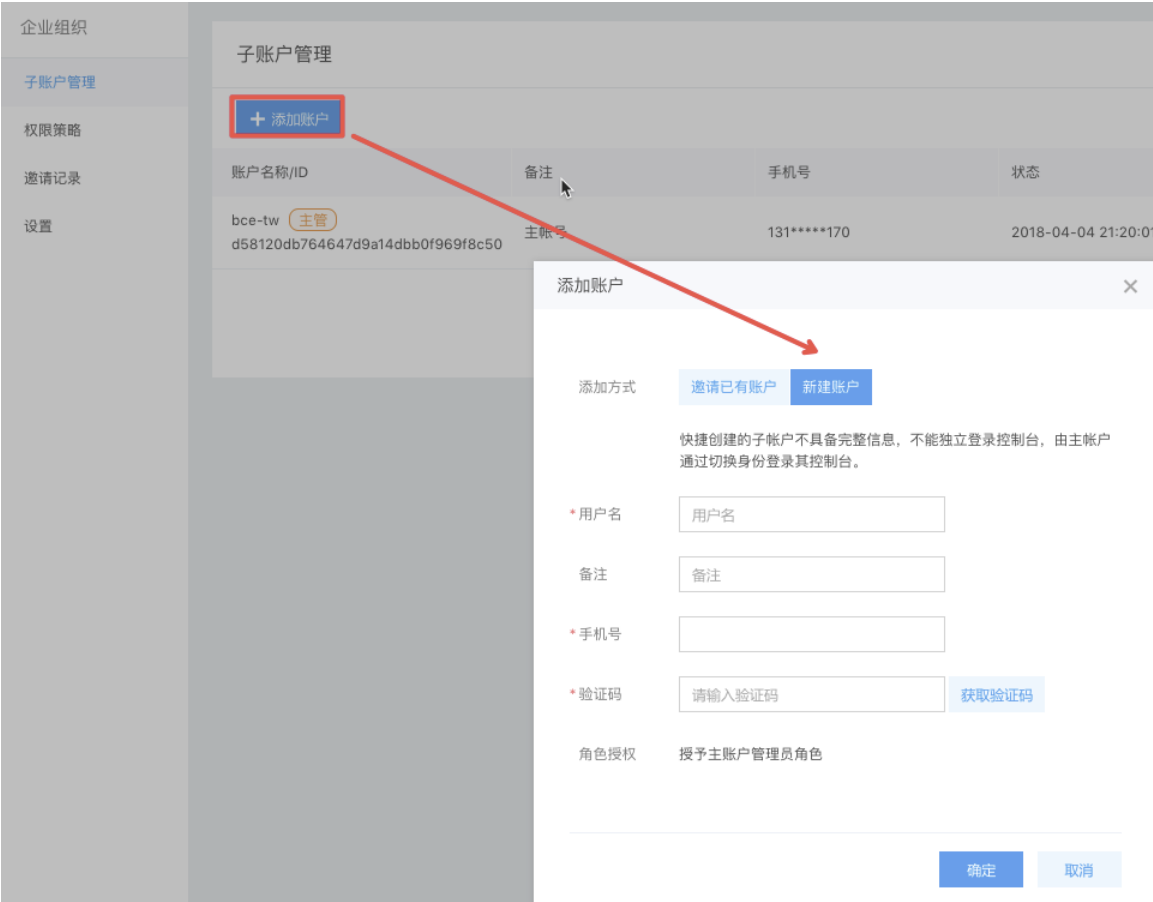 企业组织
子账户管理
权限策略
邀请记录
设置
子账户管理
+ 添加账户
账户名称/ID 备注 手机号 状态
bce-tw 主管
d58120db764647d9a14dbb0f969f8c50 主帐号 131*****170 2018-04-04 21:20:01
添加账户
添加方式 邀请已有账户 新建账户
快捷创建的子帐户不具备完整信息，不能独立登录控制台，由主帐户
通过切换身份登录其控制台。
* 用户名 用户名
备注 备注
* 手机号
* 验证码 请输入验证码 获取验证码
角色授权 授予主账户管理员角色
确定 取消